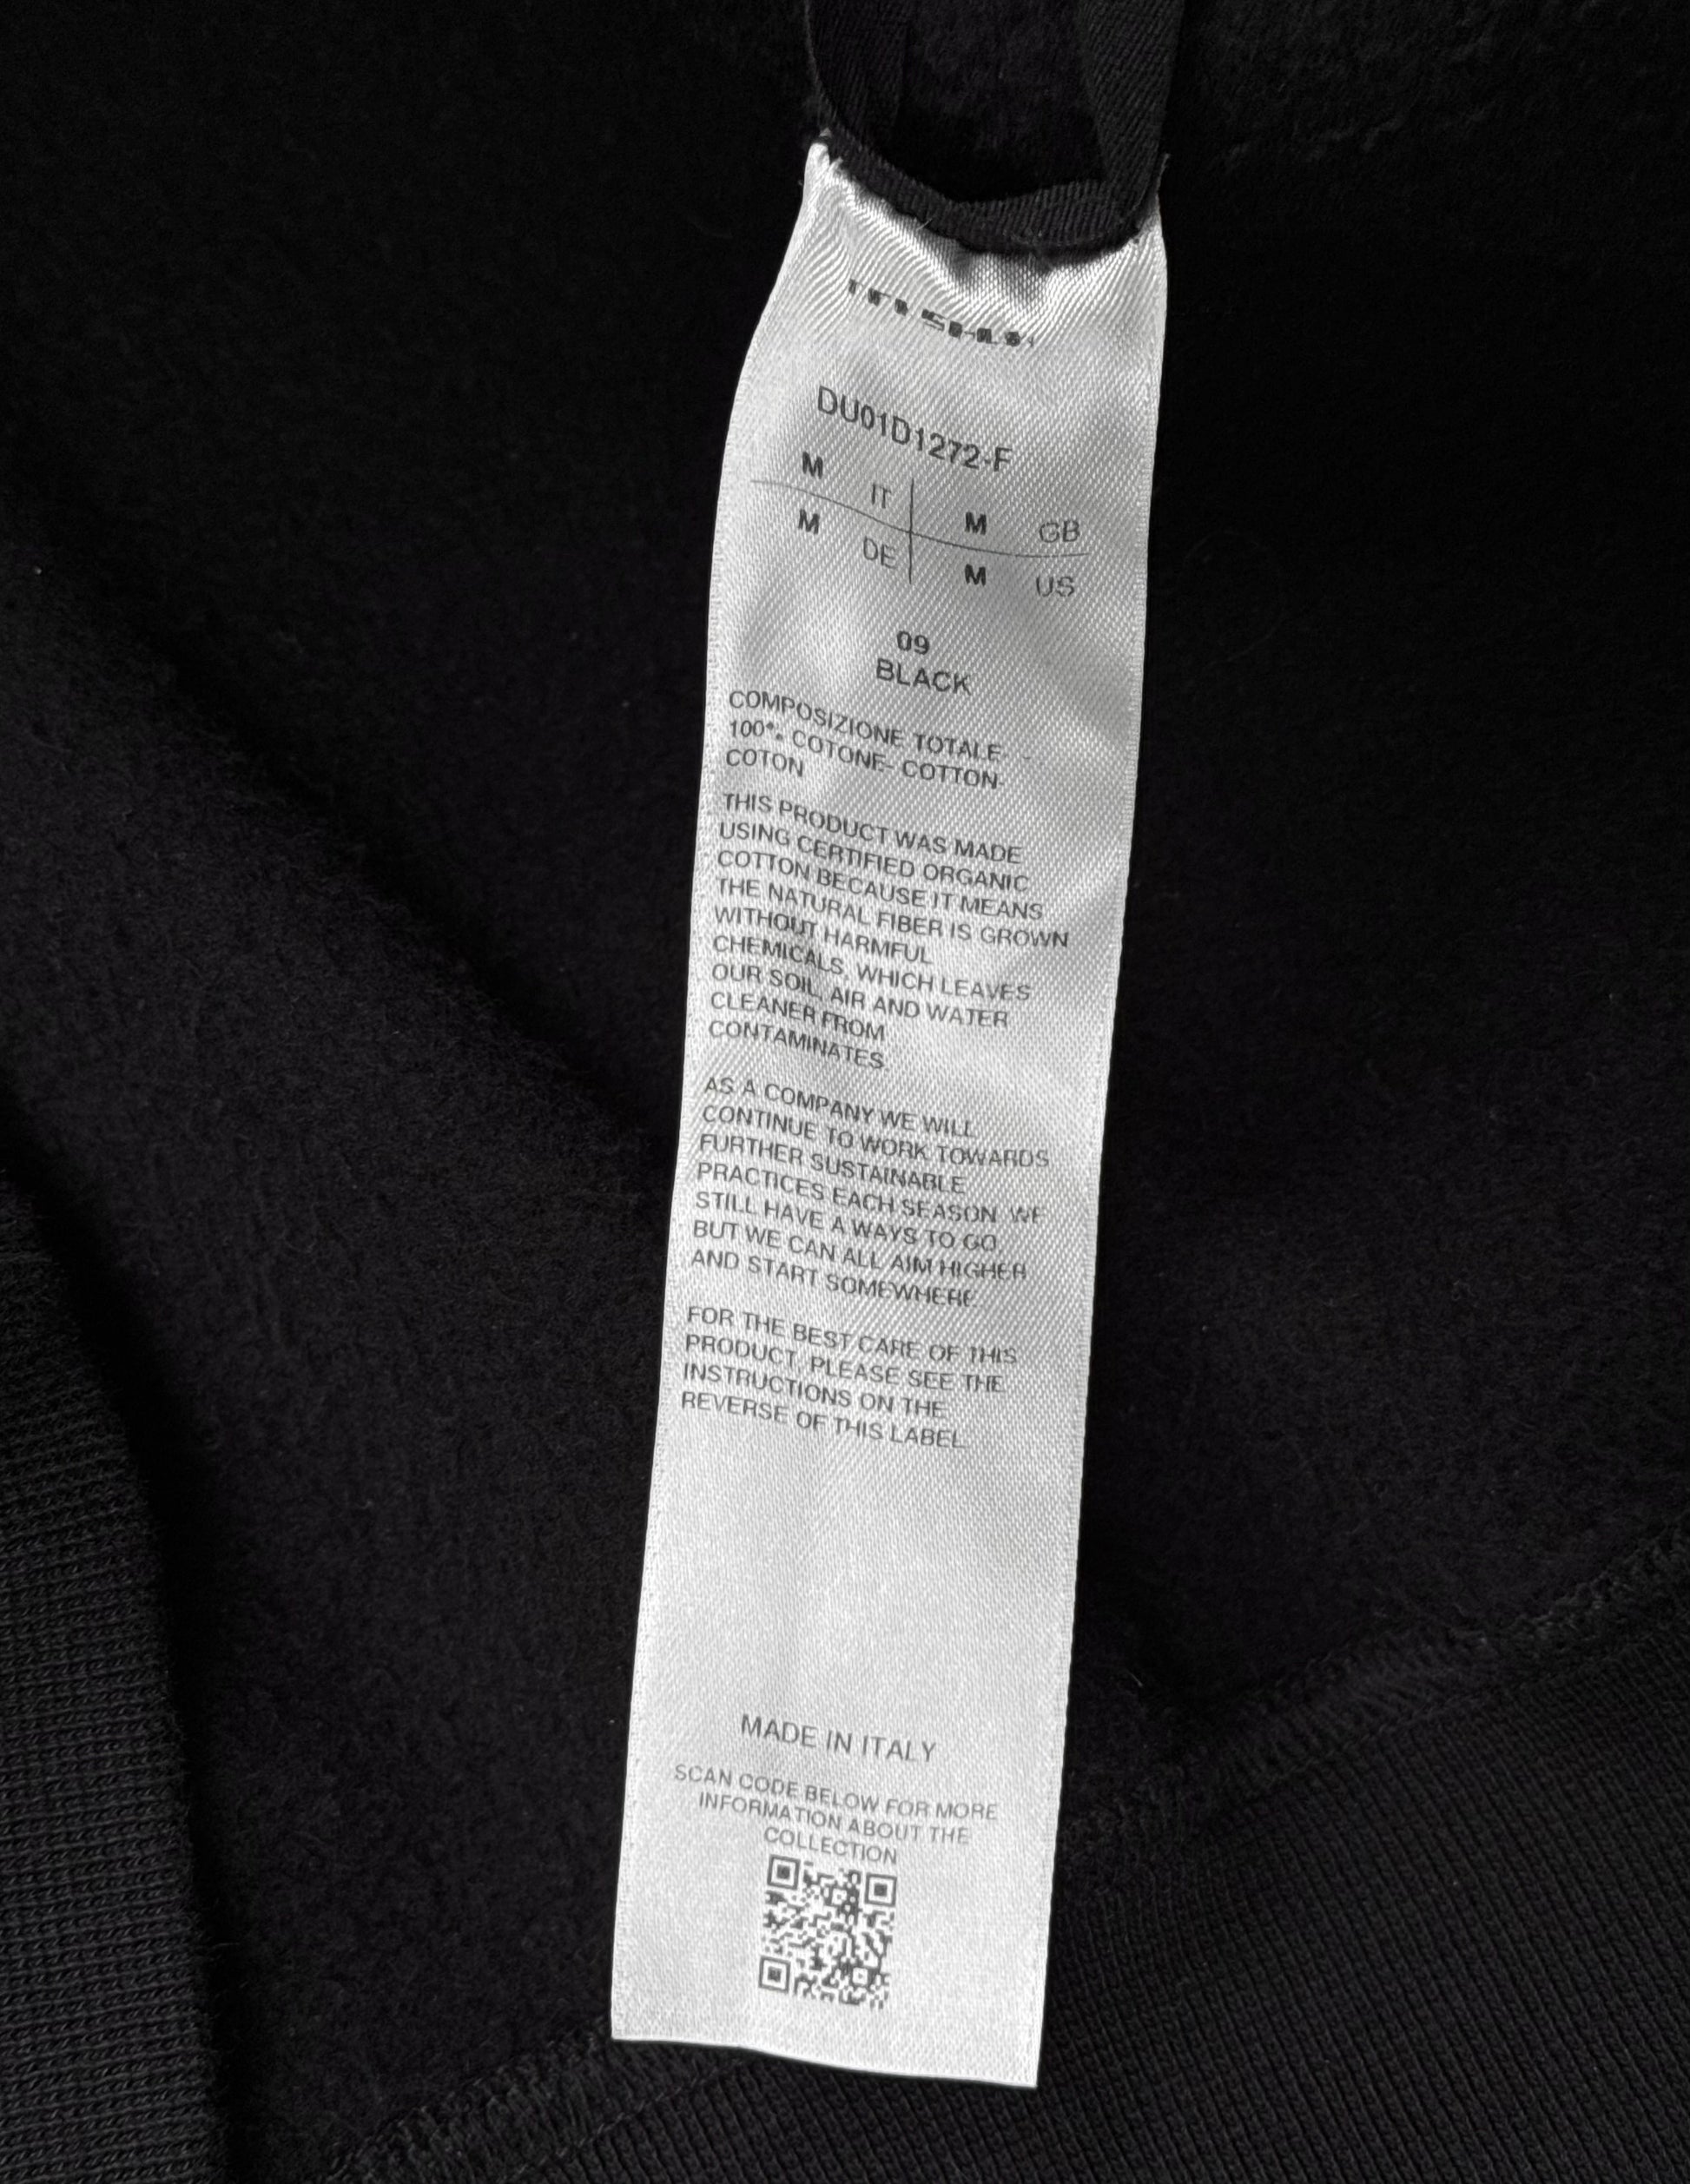 DU01D1272-F
M IT M GB
M DE M US
09
BLACK
COMPOSIZIONE TOTALE -
100% COTONE- COTTON-
COTON
THIS PRODUCT WAS MADE
USING CERTIFIED ORGANIC
COTTON BECAUSE IT MEANS
THE NATURAL FIBER IS GROWN
WITHOUT HARMFUL
CHEMICALS, WHICH LEAVES
OUR SOIL, AIR AND WATER
CLEANER FROM
CONTAMINATES.
AS A COMPANY WE WILL
CONTINUE TO WORK TOWARDS
FURTHER SUSTAINABLE
PRACTICES EACH SEASON. WE
STILL HAVE A WAYS TO GO,
BUT WE CAN ALL AIM HIGHER
AND START SOMEWHERE.
FOR THE BEST CARE OF THIS
PRODUCT, PLEASE SEE THE
INSTRUCTIONS ON THE
REVERSE OF THIS LABEL.
MADE IN ITALY
SCAN CODE BELOW FOR MORE
INFORMATION ABOUT THE
COLLECTION